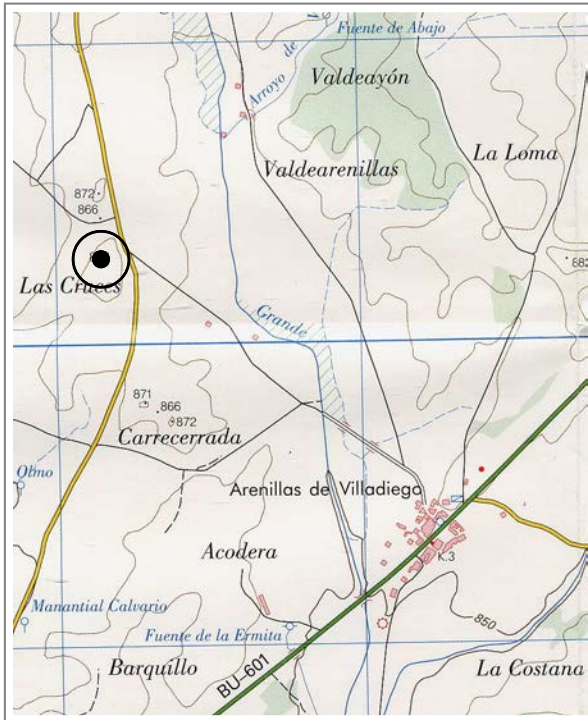 Fuente de Abajo
Valdeayón
Arroyo de
La Loma
Valdearenillas
872
866
Las Cruces
Grande
871
866
872
Carrecerrada
Olmo
Arenillas de Villadiego
Acodera
K.3
Manantial Calvario
850
Fuente de la Ermita
Barquillo
BU-601
La Costana